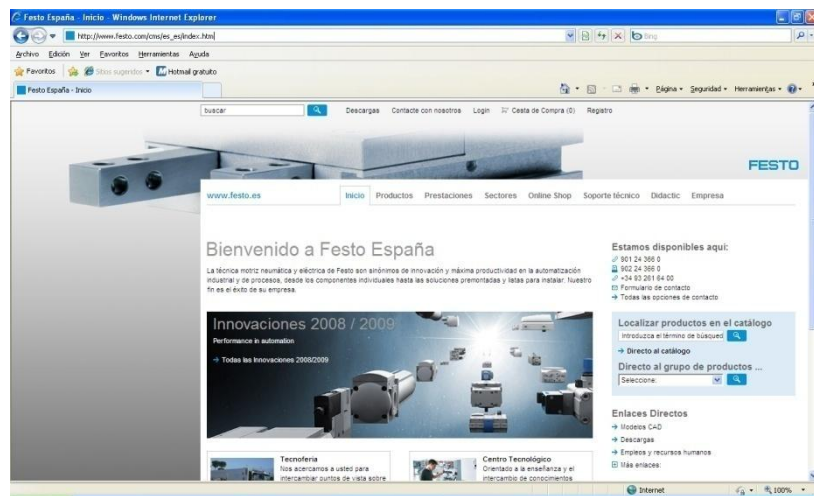 Festo España - Inicio - Windows Internet Explorer
http://www.festo.com/cms/es_es/index.htm
bing
Archivo Edición Ver Favoritos Herramientas Ayuda
Favoritos Sitios sugeridos Hotmail gratuito
Festo España - Inicio
Página Seguridad Herramientas
buscar
Descargas Contacte con nosotros Login Cesta de Compra (0) Registro
FESTO
www.festo.es
Inicio Productos Prestaciones Sectores Online Shop Soporte técnico Didactic Empresa
Bienvenido a Festo España
La técnica motriz neumática y eléctrica de Festo son sinónimos de innovación y máxima productividad en la automatización
industrial y de procesos, desde los componentes individuales hasta las soluciones premontadas y listas para instalar. Nuestro
fin es el éxito de su empresa.
Innovaciones 2008 / 2009
Performance in automation
Todas las Innovaciones 2008/2009
Estamos disponibles aquí:
901 24 366 0
902 24 366 0
+34 93 261 64 00
Formulario de contacto
Todas las opciones de contacto
Localizar productos en el catálogo
Introduzca el término de búsqued
Directo al catálogo
Directo al grupo de productos ...
Seleccione:
Enlaces Directos
Modelos CAD
Descargas
Empleos y recursos humanos
Más enlaces:
Tecnoferia
Nos acercamos a usted para
intercambiar puntos de vista sobre
Centro Tecnológico
Orientado a la enseñanza y el
intercambio de conocimientos
Internet
100%